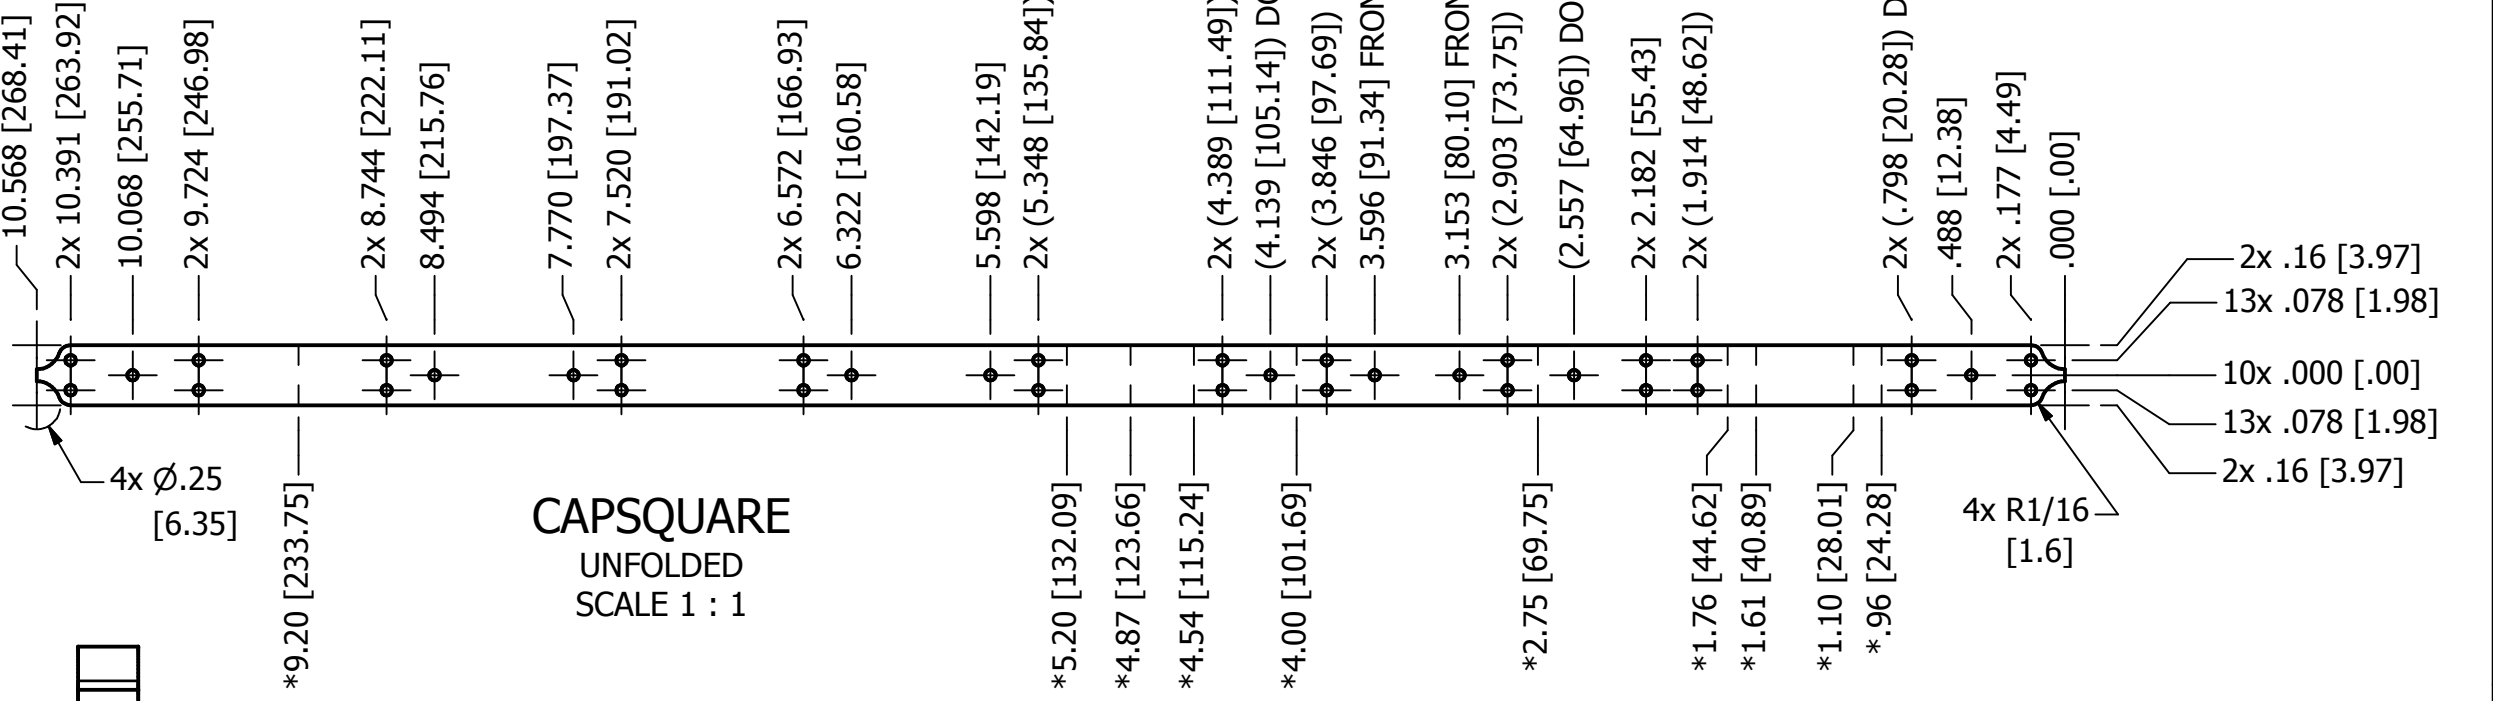 10.568 [268.41]
2x 10.391 [263.92]
10.068 [255.71]
2x 9.724 [246.98]
2x 8.744 [222.11]
8.494 [215.76]
7.770 [197.37]
2x 7.520 [191.02]
2x 6.572 [166.93]
6.322 [160.58]
5.598 [142.19]
2x (5.348 [135.84])
2x (4.389 [111.49])
(4.139 [105.14])
2x (3.846 [97.69])
3.596 [91.34] FROM
3.153 [80.10] FROM
2x (2.903 [73.75])
(2.557 [64.96])
2x 2.182 [55.43]
2x (1.914 [48.62])
2x (.798 [20.28])
.488 [12.38]
2x .177 [4.49]
.000 [.00]
2x .16 [3.97]
13x .078 [1.98]
10x .000 [.00]
13x .078 [1.98]
2x .16 [3.97]
4x Ø.25
[6.35]
*9.20 [233.75]
CAPSQUARE
UNFOLDED
SCALE 1 : 1
*5.20 [132.09]
*4.87 [123.66]
*4.54 [115.24]
*4.00 [101.69]
*2.75 [69.75]
*1.76 [44.62]
*1.61 [40.89]
*1.10 [28.01]
*.96 [24.28]
4x R1/16
[1.6]